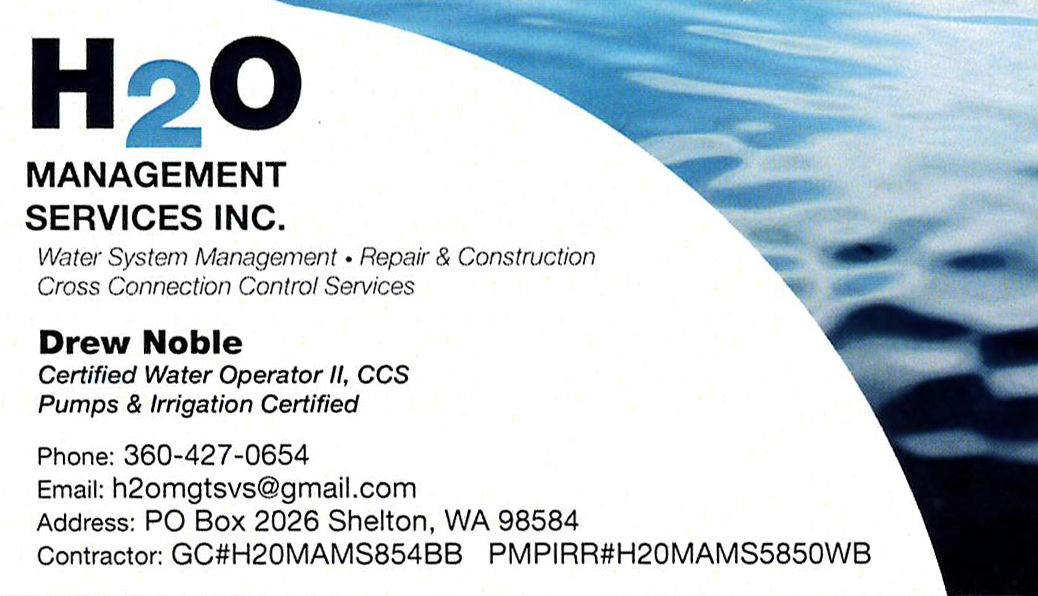 H2O
MANAGEMENT
SERVICES INC.
Water System Management • Repair & Construction
Cross Connection Control Services
Drew Noble
Certified Water Operator II, CCS
Pumps & Irrigation Certified
Phone: 360-427-0654
Email: h2omgtsvs@gmail.com
Address: PO Box 2026 Shelton, WA 98584
Contractor: GC#H20MAMS854BB PMPIRR#H20MAMS5850WB